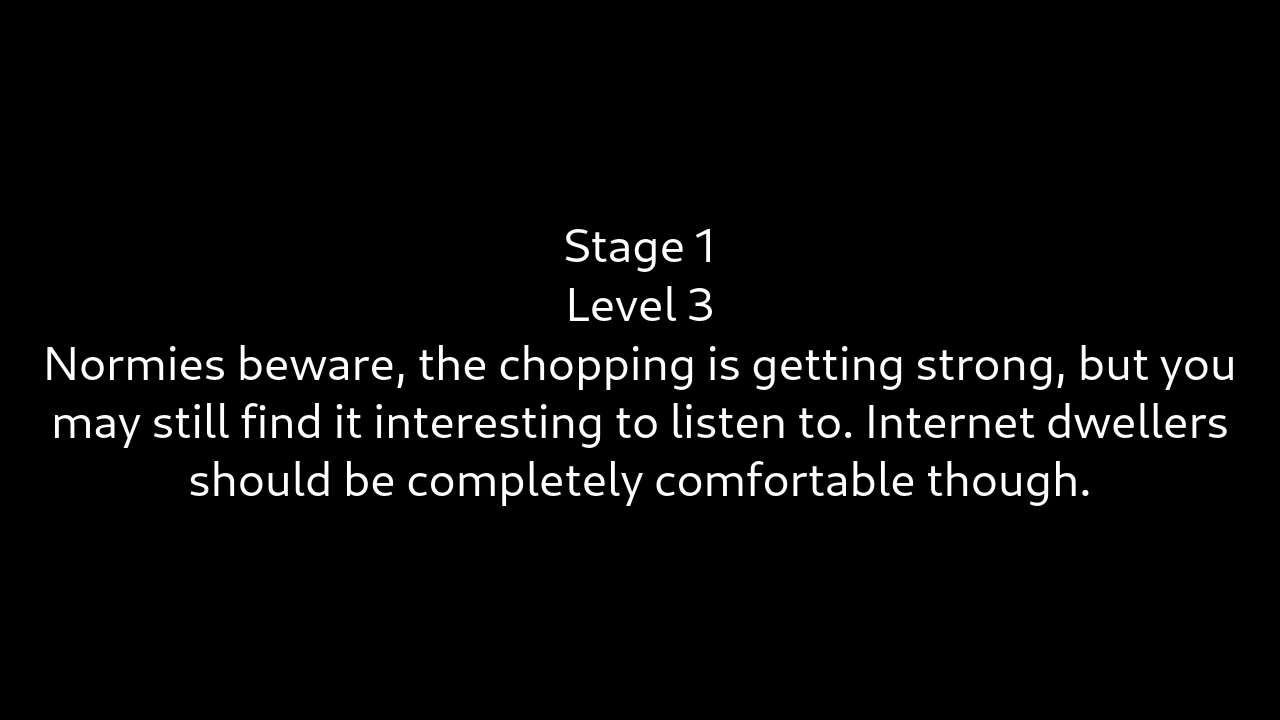 Stage 1
Level 3
Normies beware, the chopping is getting strong, but you
may still find it interesting to listen to. Internet dwellers
should be completely comfortable though.